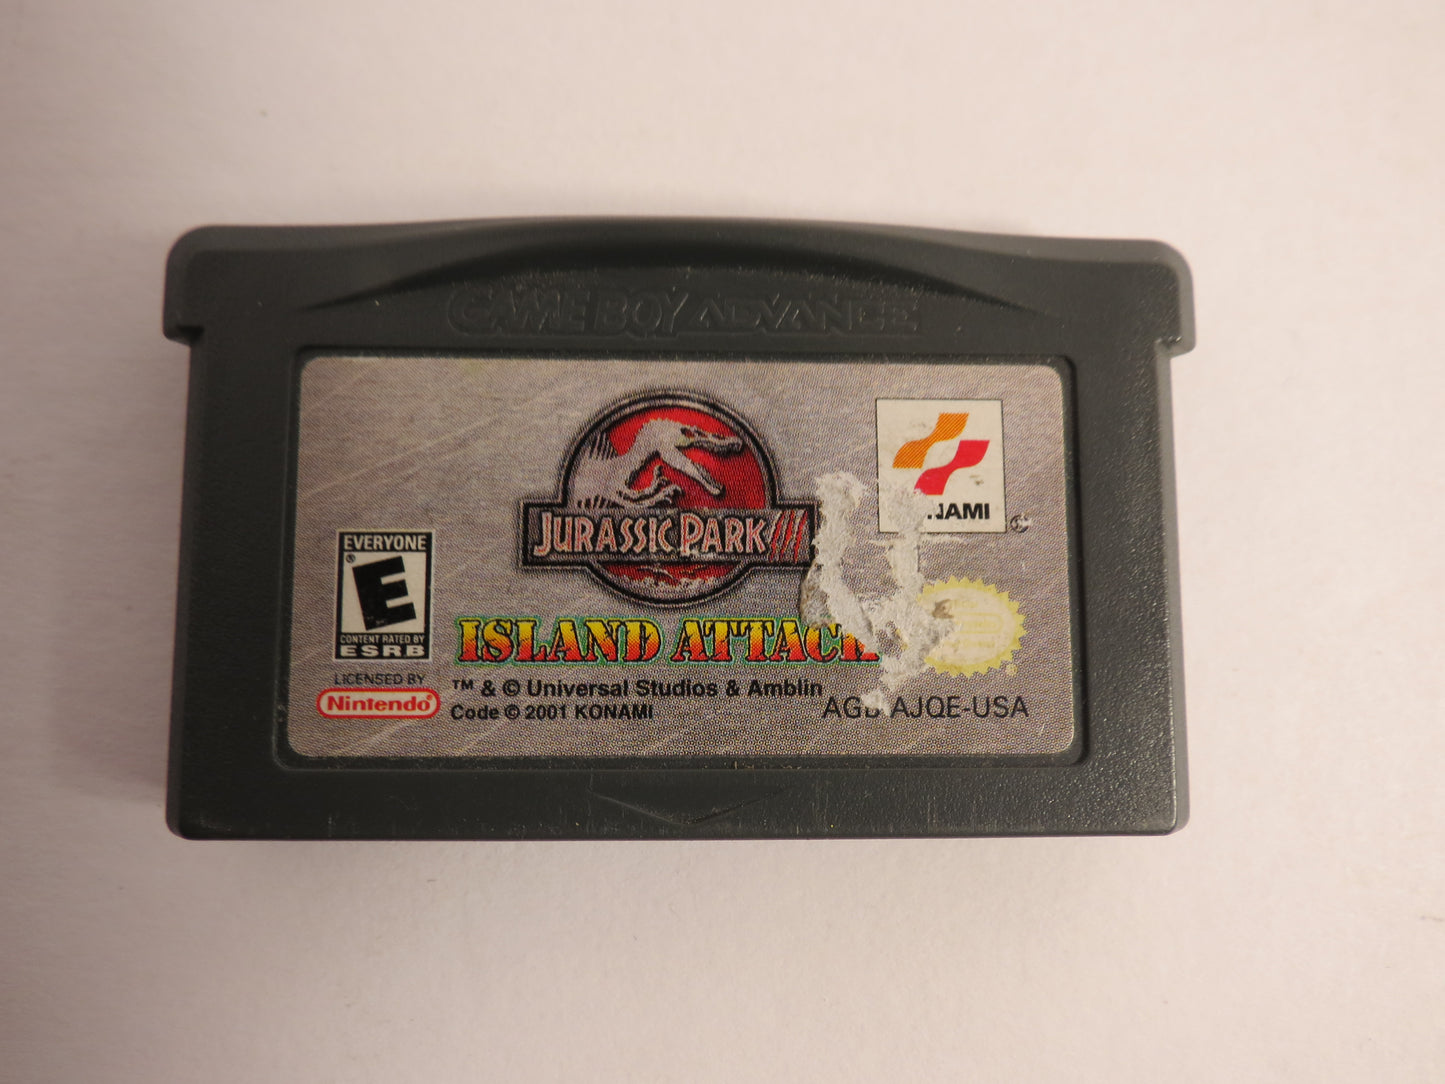 GAME BOY ADVANCE
JURASSIC PARK III
KONAMI
EVERYONE
E
CONTENT RATED BY
ESRB
ISLAND ATTACK
LICENSED BY
Nintendo®
™ & © Universal Studios & Amblin
Code © 2001 KONAMI
AGB AJQE-USA